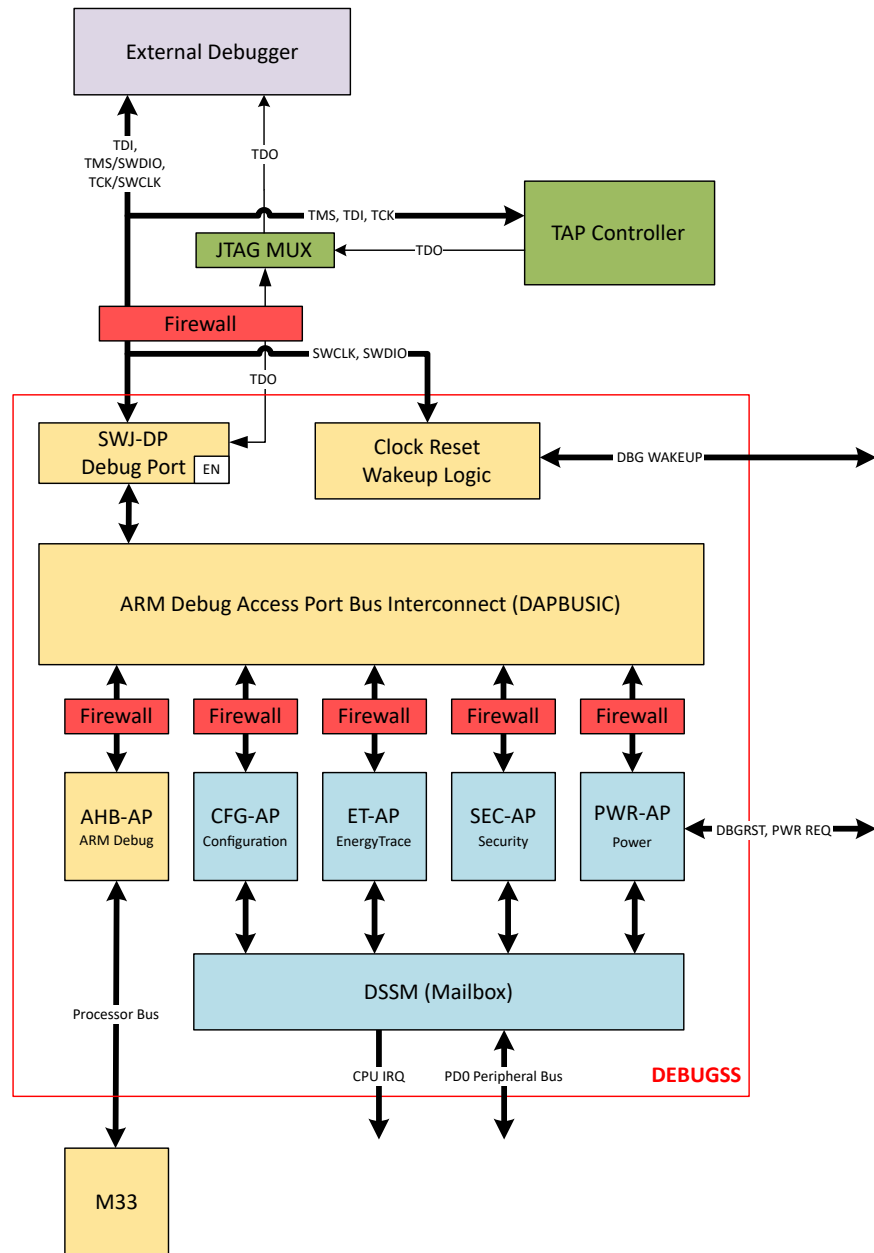 External Debugger
TDI,
TMS/SWDIO,
TCK/SWCLK
TDO
TMS, TDI, TCK
TAP Controller
JTAG MUX
TDO
Firewall
SWCLK, SWDIO
TDO
SWJ-DP
Debug Port
EN
Clock Reset
Wakeup Logic
DBG WAKEUP
ARM Debug Access Port Bus Interconnect (DAPBUSIC)
Firewall
Firewall
Firewall
Firewall
Firewall
AHB-AP
ARM Debug
CFG-AP
Configuration
ET-AP
EnergyTrace
SEC-AP
Security
PWR-AP
Power
DBGRST, PWR REQ
DSSM (Mailbox)
Processor Bus
CPU IRQ
PD0 Peripheral Bus
DEBUGSS
M33